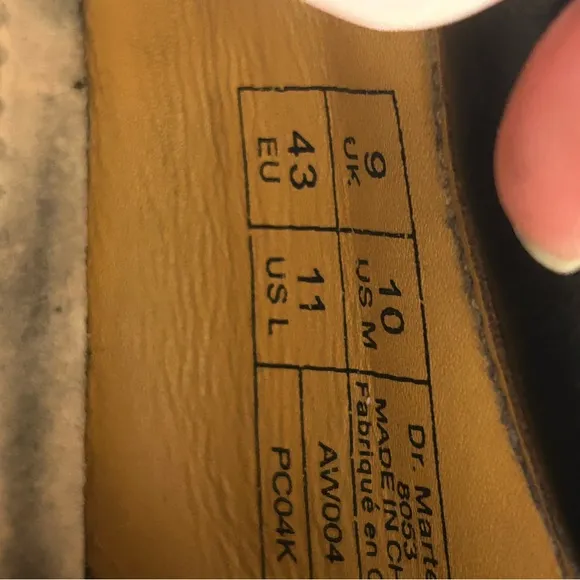 9 UK
10 US M
43 EU
11 US L
Dr. Marte
8053
MADE IN CH
Fabriqué en C
AW004
PC04K